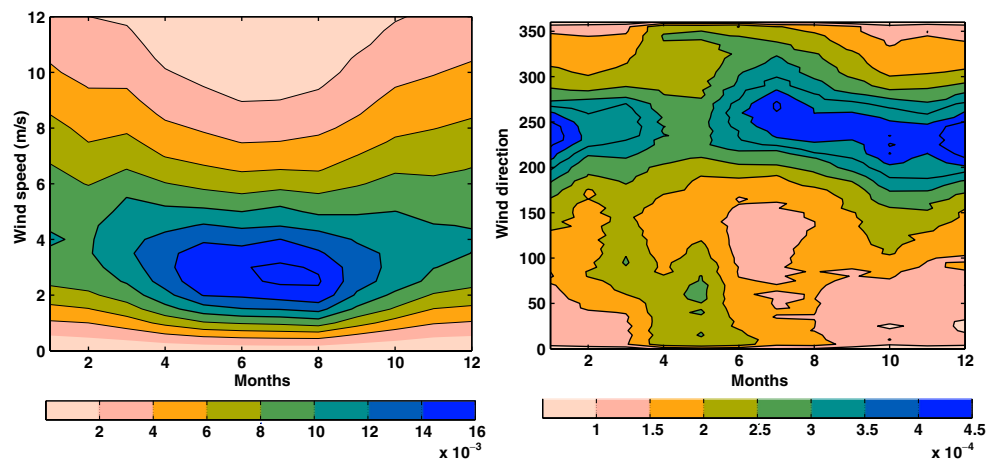 12
10
8
6
4
2
0
Wind speed (m/s)
2 4 6 8 10 12
Months
2 4 6 8 10 12 14 16
x 10⁻³
350
300
250
200
150
100
50
0
Wind direction
2 4 6 8 10 12
Months
1 1.5 2 2.5 3 3.5 4 4.5
x 10⁻⁴